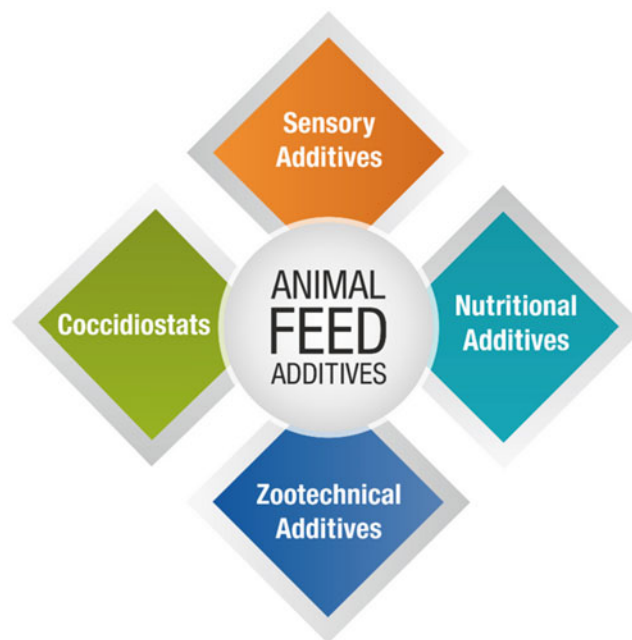 Sensory
Additives
Coccidiostats
ANIMAL
FEED
ADDITIVES
Nutritional
Additives
Zootechnical
Additives